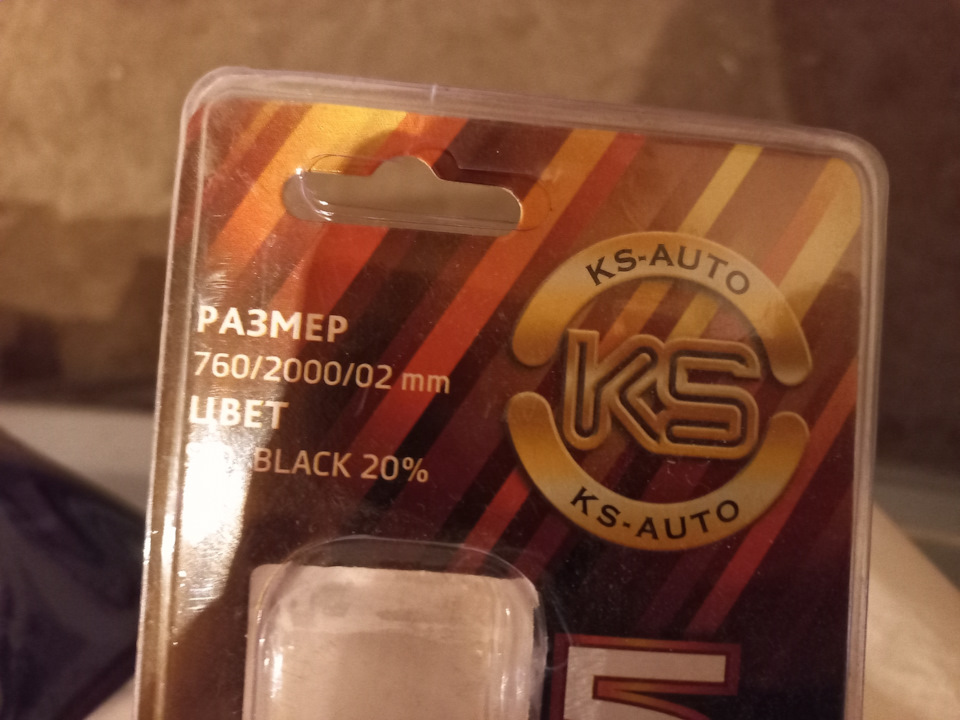 РАЗМЕР
760/2000/02 mm
ЦВЕТ
BLACK 20%
KS-AUTO
KS
KS-AUTO